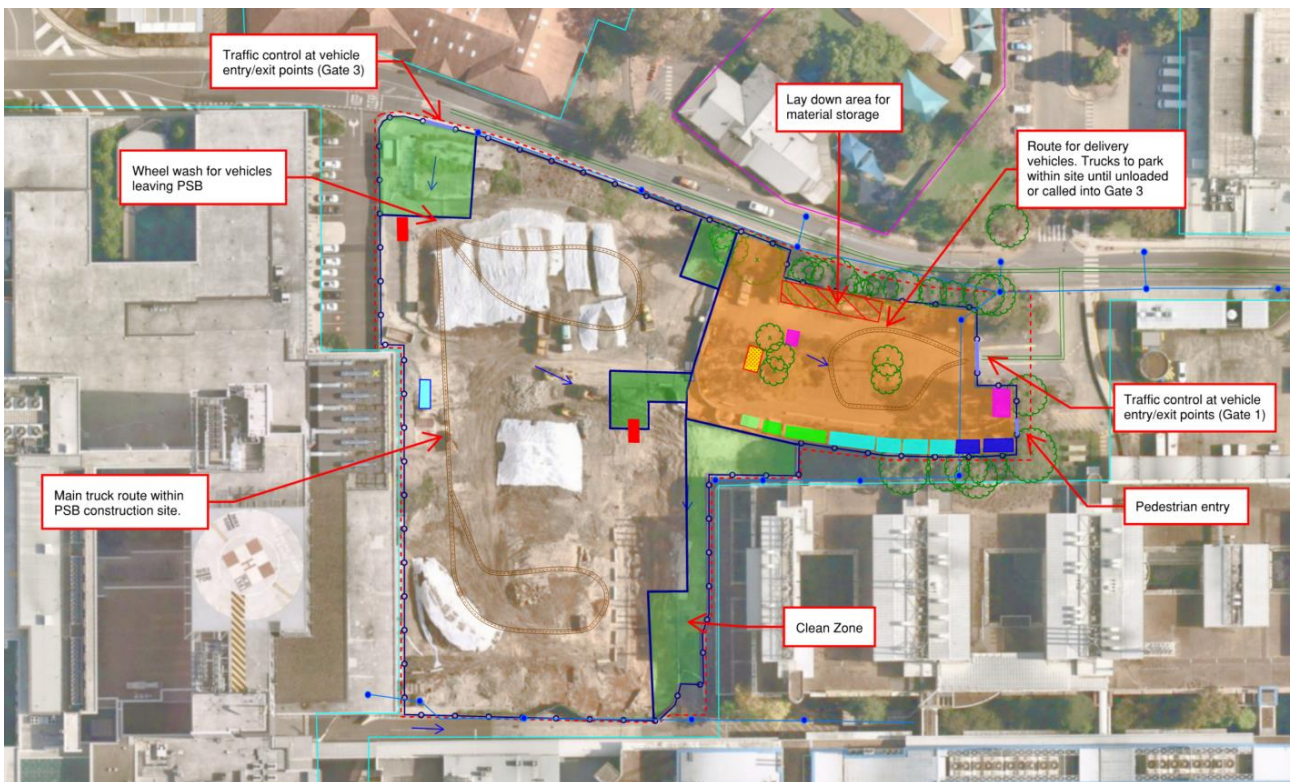 Traffic control at vehicle
entry/exit points (Gate 3)
Lay down area for
material storage
Route for delivery
vehicles. Trucks to park
within site until unloaded
or called into Gate 3
Wheel wash for vehicles
leaving PSB
Traffic control at vehicle
entry/exit points (Gate 1)
Main truck route within
PSB construction site.
Pedestrian entry
Clean Zone
H